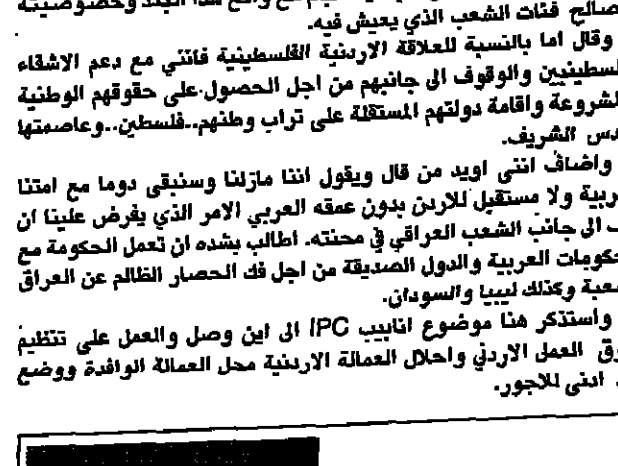 صالح فئات الشعب الذي يعيش فيه.
وقال اما بالنسبة للعلاقة الاردنية الفلسطينية فانني مع دعم الاشقاء
لسطينيين والوقوف الى جانبهم من اجل الحصول على حقوقهم الوطنية
لشروعة واقامة دولتهم المستقلة على تراب وطنهم..فلسطين..وعاصمتها
دس الشريف.
واضاف انني اويد من قال ويقول اننا مازلنا وسنبقى دوما مع امتنا
ربية ولا مستقبل للاردن بدون عمقه العربي الامر الذي يفرض علينا ان
ف الى جانب الشعب العراقي في محنته. اطالب بشده ان تعمل الحكومة مع
حكومات العربية والدول الصديقة من اجل فك الحصار الظالم عن العراق
معبة وكذلك ليبيا والسودان.
واستذكر هنا موضوع انابيب IPC الى اين وصل والعمل على تنتظيم
وق العمل الاردني واحلال العمالة الاردنية محل العمالة الوافدة ووضع
ادنى للاجور.